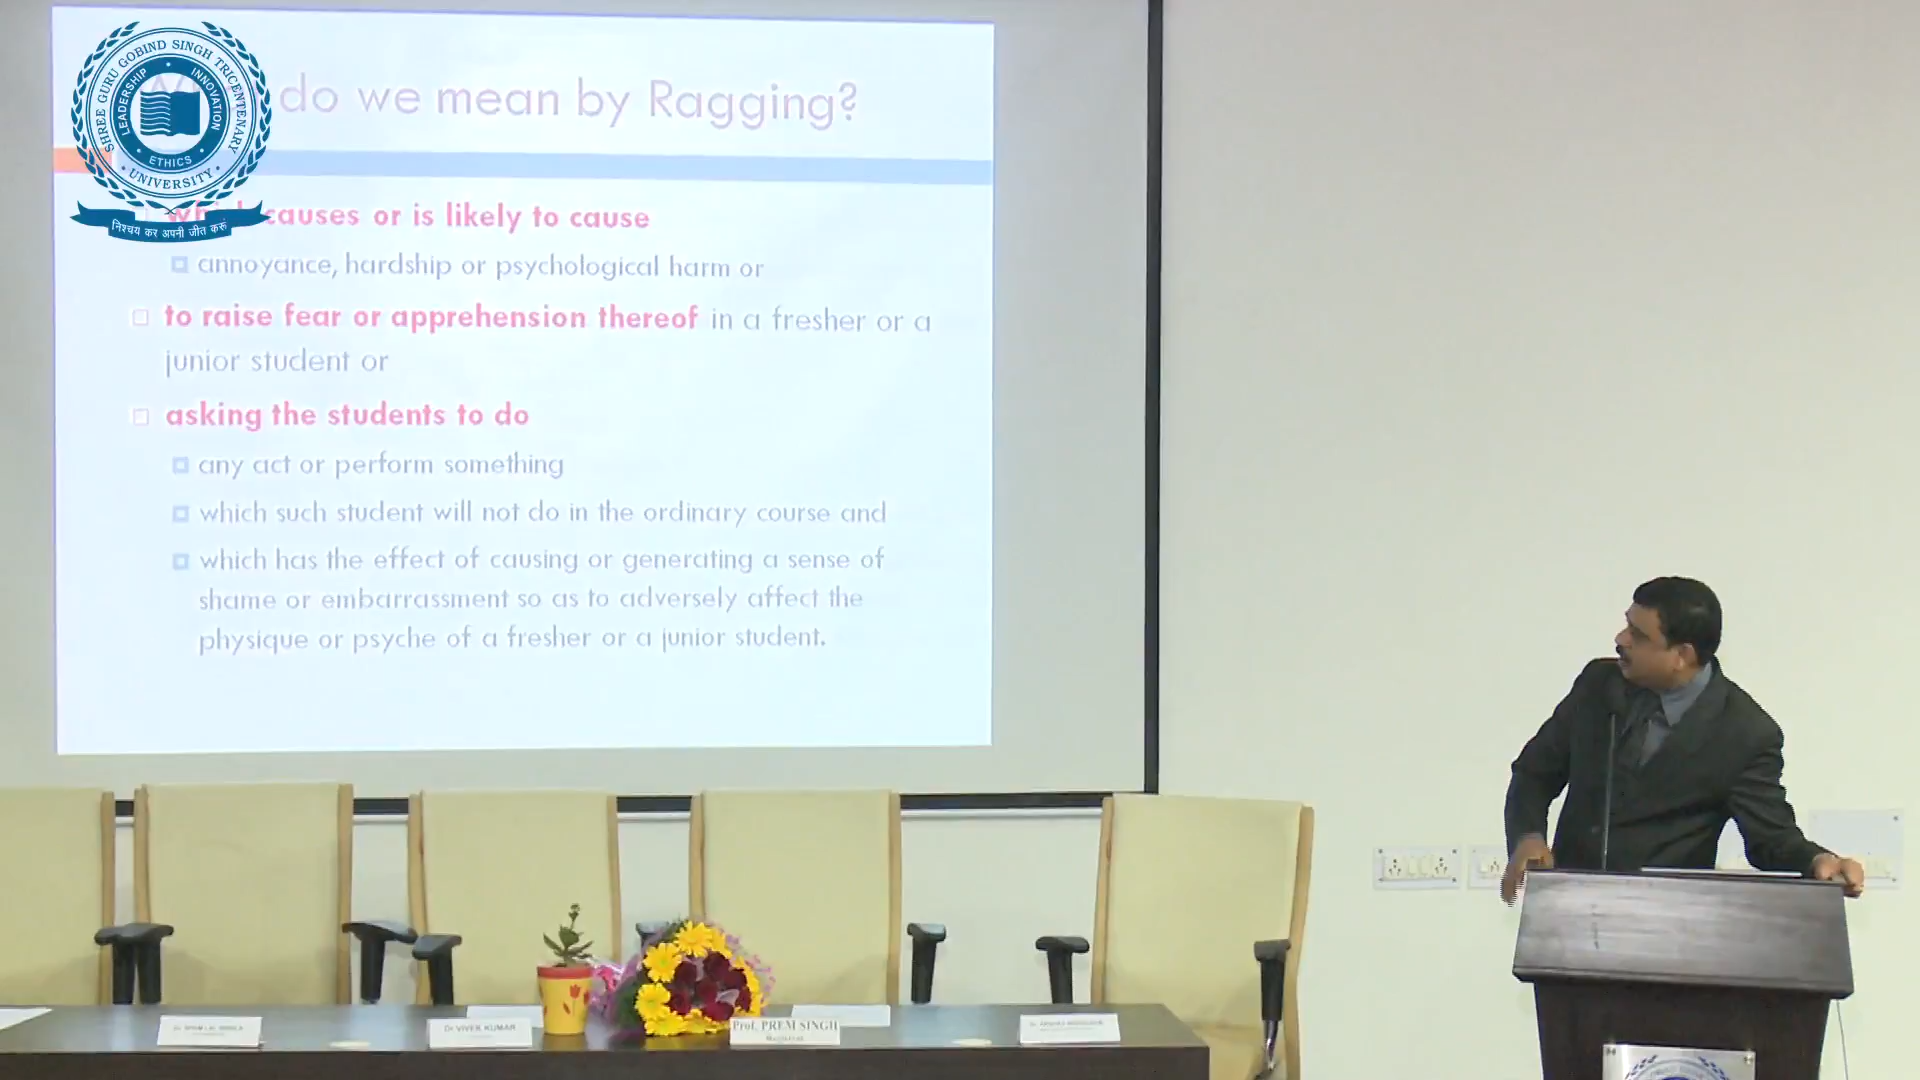 SHREE GURU GOBIND SINGH TRICENTENARY
UNIVERSITY
LEADERSHIP • INNOVATION
ETHICS
निश्चय कर अपनी जीत करूं
do we mean by Ragging?
which causes or is likely to cause
annoyance, hardship or psychological harm or
to raise fear or apprehension thereof in a fresher or a
junior student or
asking the students to do
any act or perform something
which such student will not do in the ordinary course and
which has the effect of causing or generating a sense of
shame or embarrassment so as to adversely affect the
physique or psyche of a fresher or a junior student.
Dr VIVEK KUMAR
Prof. PREM SINGH